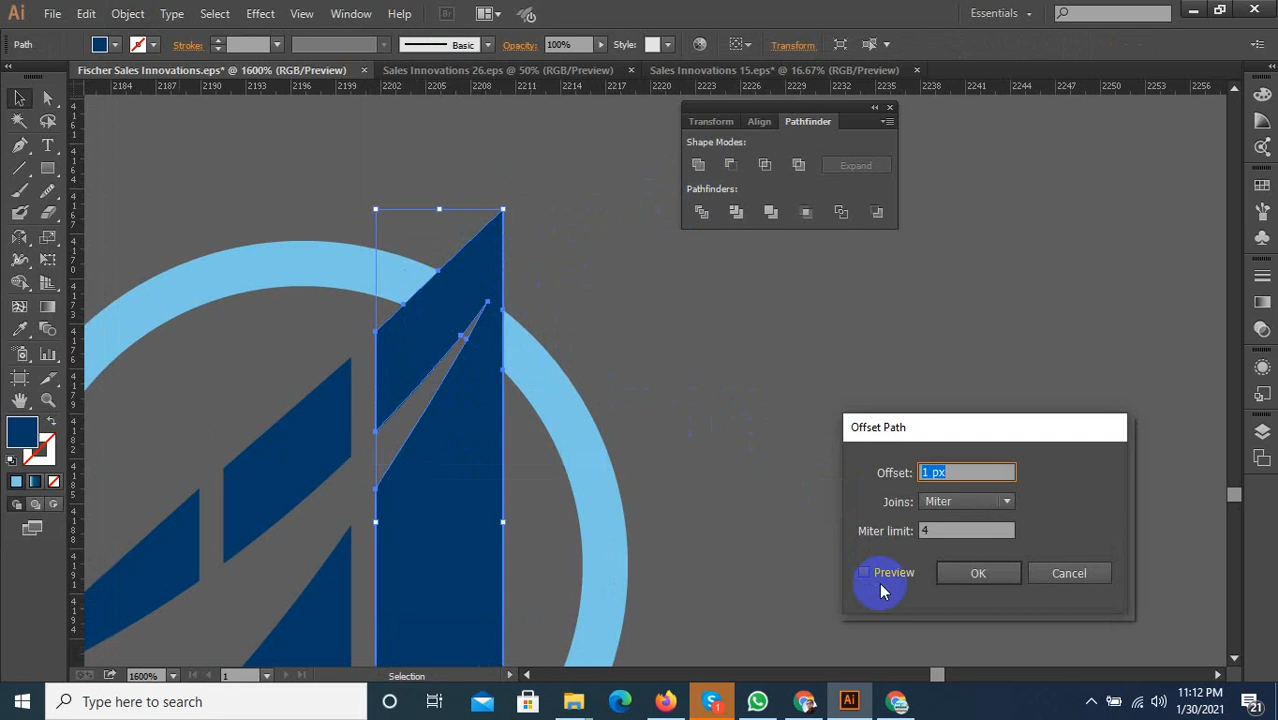 Ai File Edit Object Type Select Effect View Window Help Br Essentials
Path Stroke: Basic Opacity: 100% Style: Transform
Fischer Sales Innovations.eps* @ 1600% (RGB/Preview) × Sales Innovations 26.eps @ 50% (RGB/Preview) × Sales Innovations 15.eps* @ 16.67% (RGB/Preview) ×
2184 2187 2190 2193 2196 2199 2202 2205 2208 2211 2214 2217 2220 2223 2226 2229 2232 2235 2238 2241 2244 2247 2250 2253 2256
Transform Align Pathfinder
Shape Modes:
Expand
Pathfinders:
Offset Path
Offset: 1 px
Joins: Miter
Miter limit: 4
Preview OK Cancel
1600% 1 Selection
Type here to search
S 1 Ai 11:12 PM
1/30/2021 21